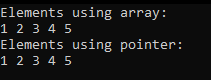 Elements using array:
1 2 3 4 5
Elements using pointer:
1 2 3 4 5